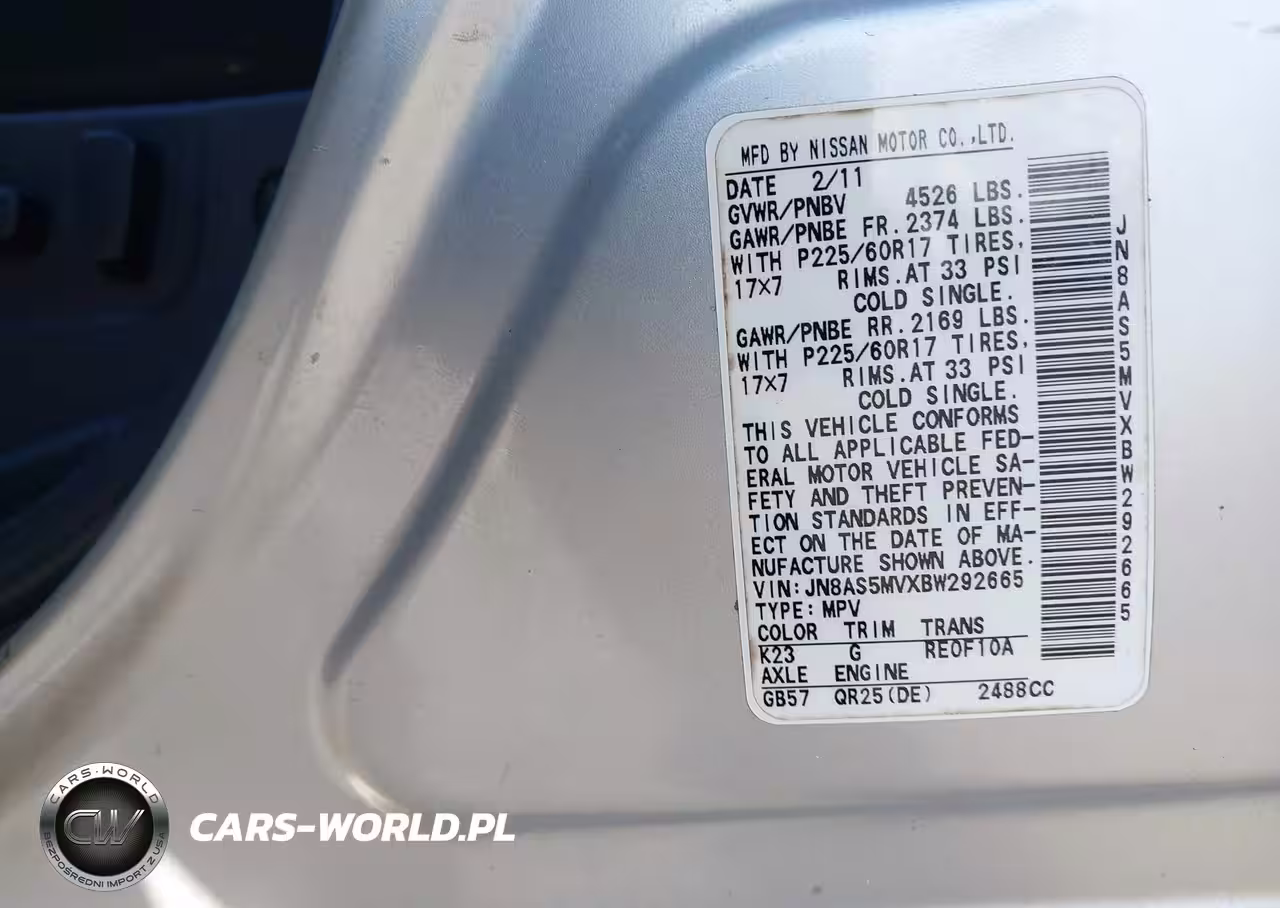 MFD BY NISSAN MOTOR CO.,LTD.
DATE 2/11
GVWR/PNBV 4526 LBS.
GAWR/PNBE FR.2374 LBS.
WITH P225/60R17 TIRES,
17X7 RIMS.AT 33 PSI
COLD SINGLE.
GAWR/PNBE RR.2169 LBS.
WITH P225/60R17 TIRES,
17X7 RIMS.AT 33 PSI
COLD SINGLE.
THIS VEHICLE CONFORMS
TO ALL APPLICABLE FED-
ERAL MOTOR VEHICLE SA-
FETY AND THEFT PREVEN-
TION STANDARDS IN EFF-
ECT ON THE DATE OF MA-
NUFACTURE SHOWN ABOVE.
VIN:JN8AS5MVXBW292665
TYPE:MPV
COLOR TRIM TRANS
K23 G RE0F10A
AXLE ENGINE
GB57 QR25(DE) 2488CC
JN8AS5MVXBW292665
CARS-WORLD
CW
BEZPOŚREDNI IMPORT Z USA
CARS-WORLD.PL